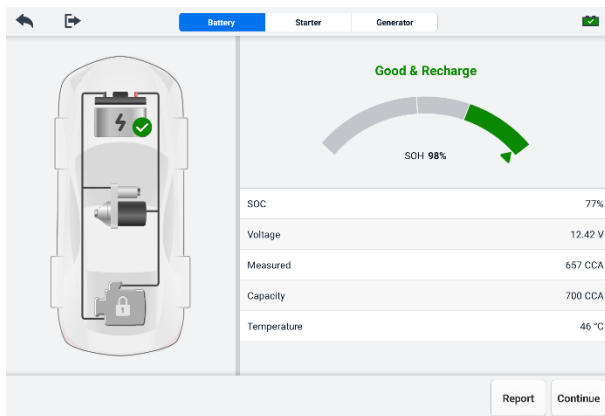 Battery Starter Generator
Good & Recharge
SOH 98%
SOC 77%
Voltage 12.42 V
Measured 657 CCA
Capacity 700 CCA
Temperature 46 °C
Report Continue